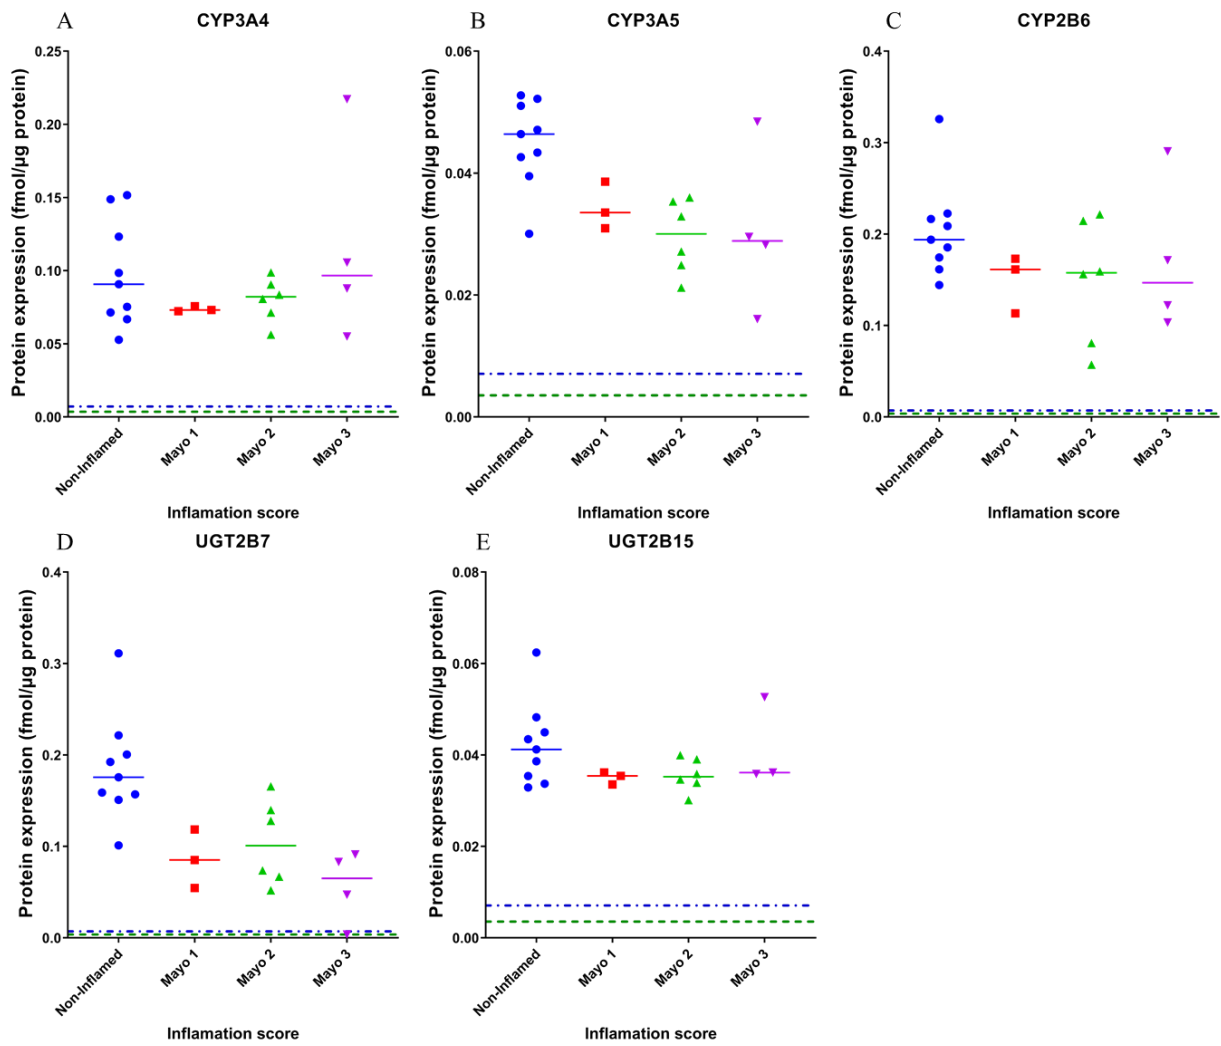 A
CYP3A4
Protein expression (fmol/µg protein)
0.25
0.20
0.15
0.10
0.05
0.00
Non-Inflamed
Mayo 1
Mayo 2
Mayo 3
Inflamation score
B
CYP3A5
Protein expression (fmol/µg protein)
0.06
0.04
0.02
0.00
Non-Inflamed
Mayo 1
Mayo 2
Mayo 3
Inflamation score
C
CYP2B6
Protein expression (fmol/µg protein)
0.4
0.3
0.2
0.1
0.0
Non-Inflamed
Mayo 1
Mayo 2
Mayo 3
Inflamation score
D
UGT2B7
Protein expression (fmol/µg protein)
0.4
0.3
0.2
0.1
0.0
Non-Inflamed
Mayo 1
Mayo 2
Mayo 3
Inflamation score
E
UGT2B15
Protein expression (fmol/µg protein)
0.08
0.06
0.04
0.02
0.00
Non-Inflamed
Mayo 1
Mayo 2
Mayo 3
Inflamation score